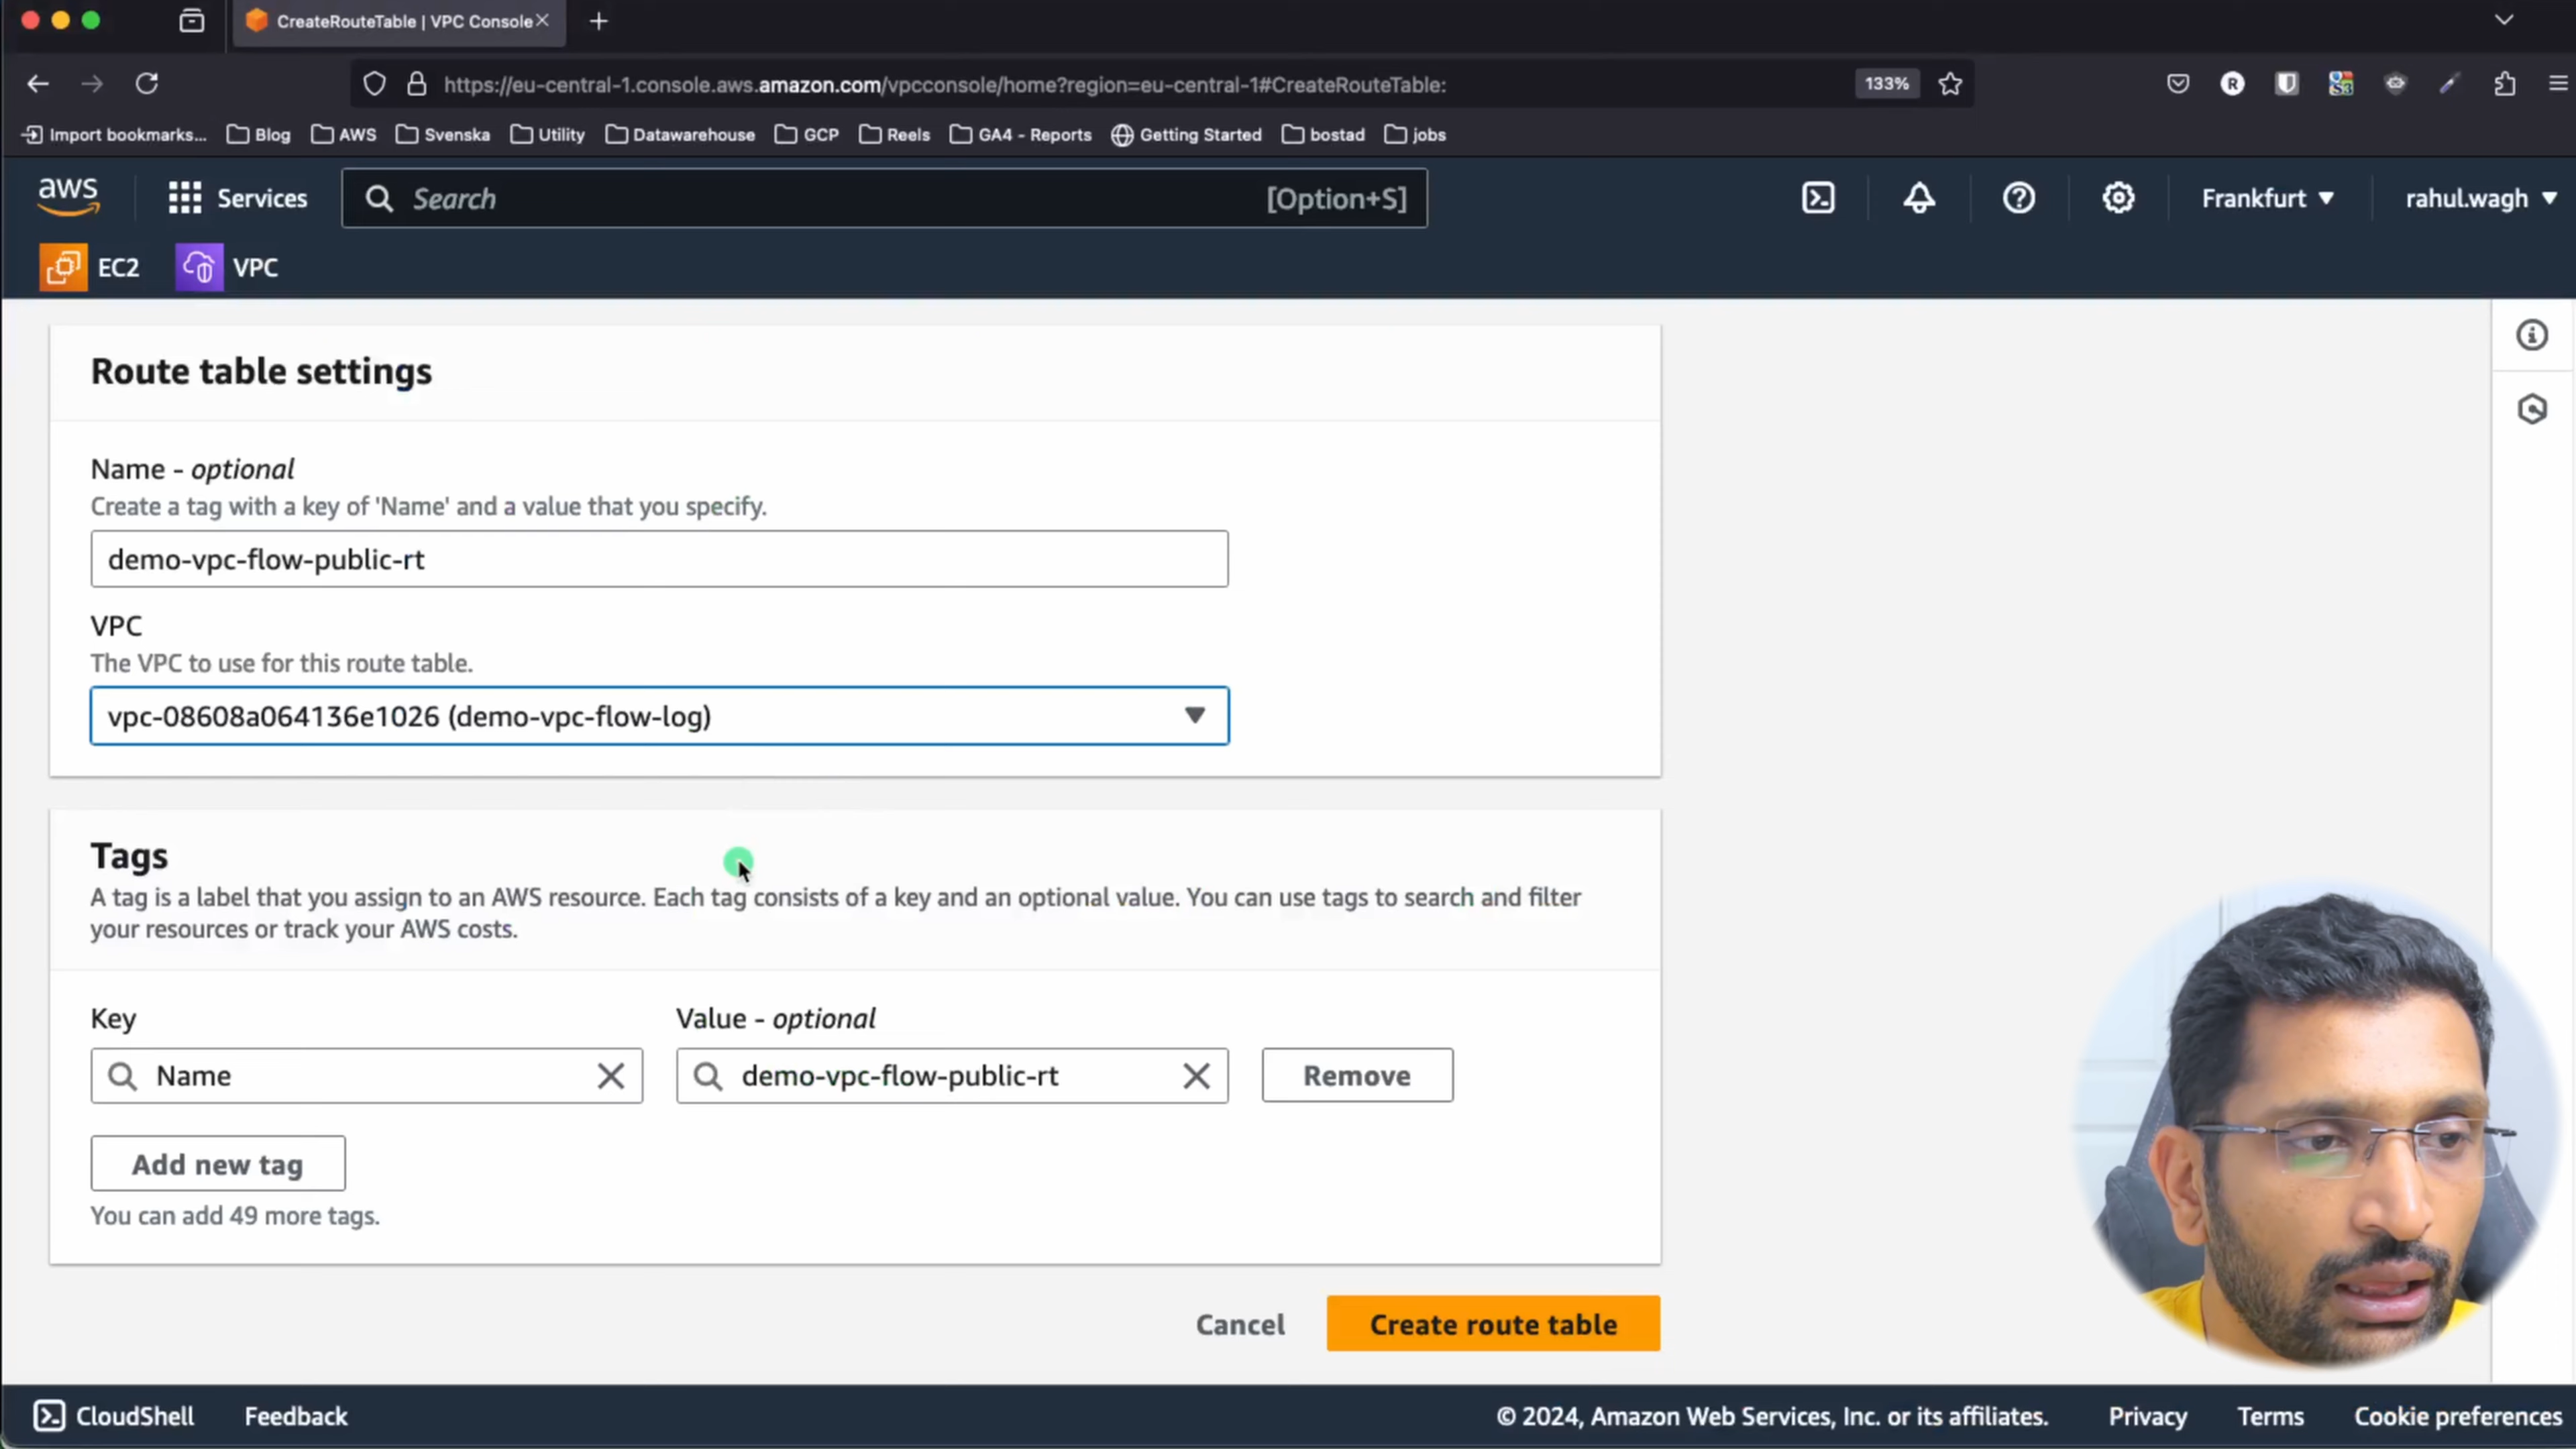 CreateRouteTable | VPC Console
https://eu-central-1.console.aws.amazon.com/vpcconsole/home?region=eu-central-1#CreateRouteTable:
133%
R
Import bookmarks...
Blog
AWS
Svenska
Utility
Datawarehouse
GCP
Reels
GA4 - Reports
Getting Started
bostad
jobs
aws
Services
Search
[Option+S]
Frankfurt
rahul.wagh
EC2
VPC
Route table settings
Name - optional
Create a tag with a key of 'Name' and a value that you specify.
demo-vpc-flow-public-rt
VPC
The VPC to use for this route table.
vpc-08608a064136e1026 (demo-vpc-flow-log)
Tags
A tag is a label that you assign to an AWS resource. Each tag consists of a key and an optional value. You can use tags to search and filter
your resources or track your AWS costs.
Key
Value - optional
Name
demo-vpc-flow-public-rt
Remove
Add new tag
You can add 49 more tags.
Cancel
Create route table
CloudShell
Feedback
© 2024, Amazon Web Services, Inc. or its affiliates.
Privacy
Terms
Cookie preferences